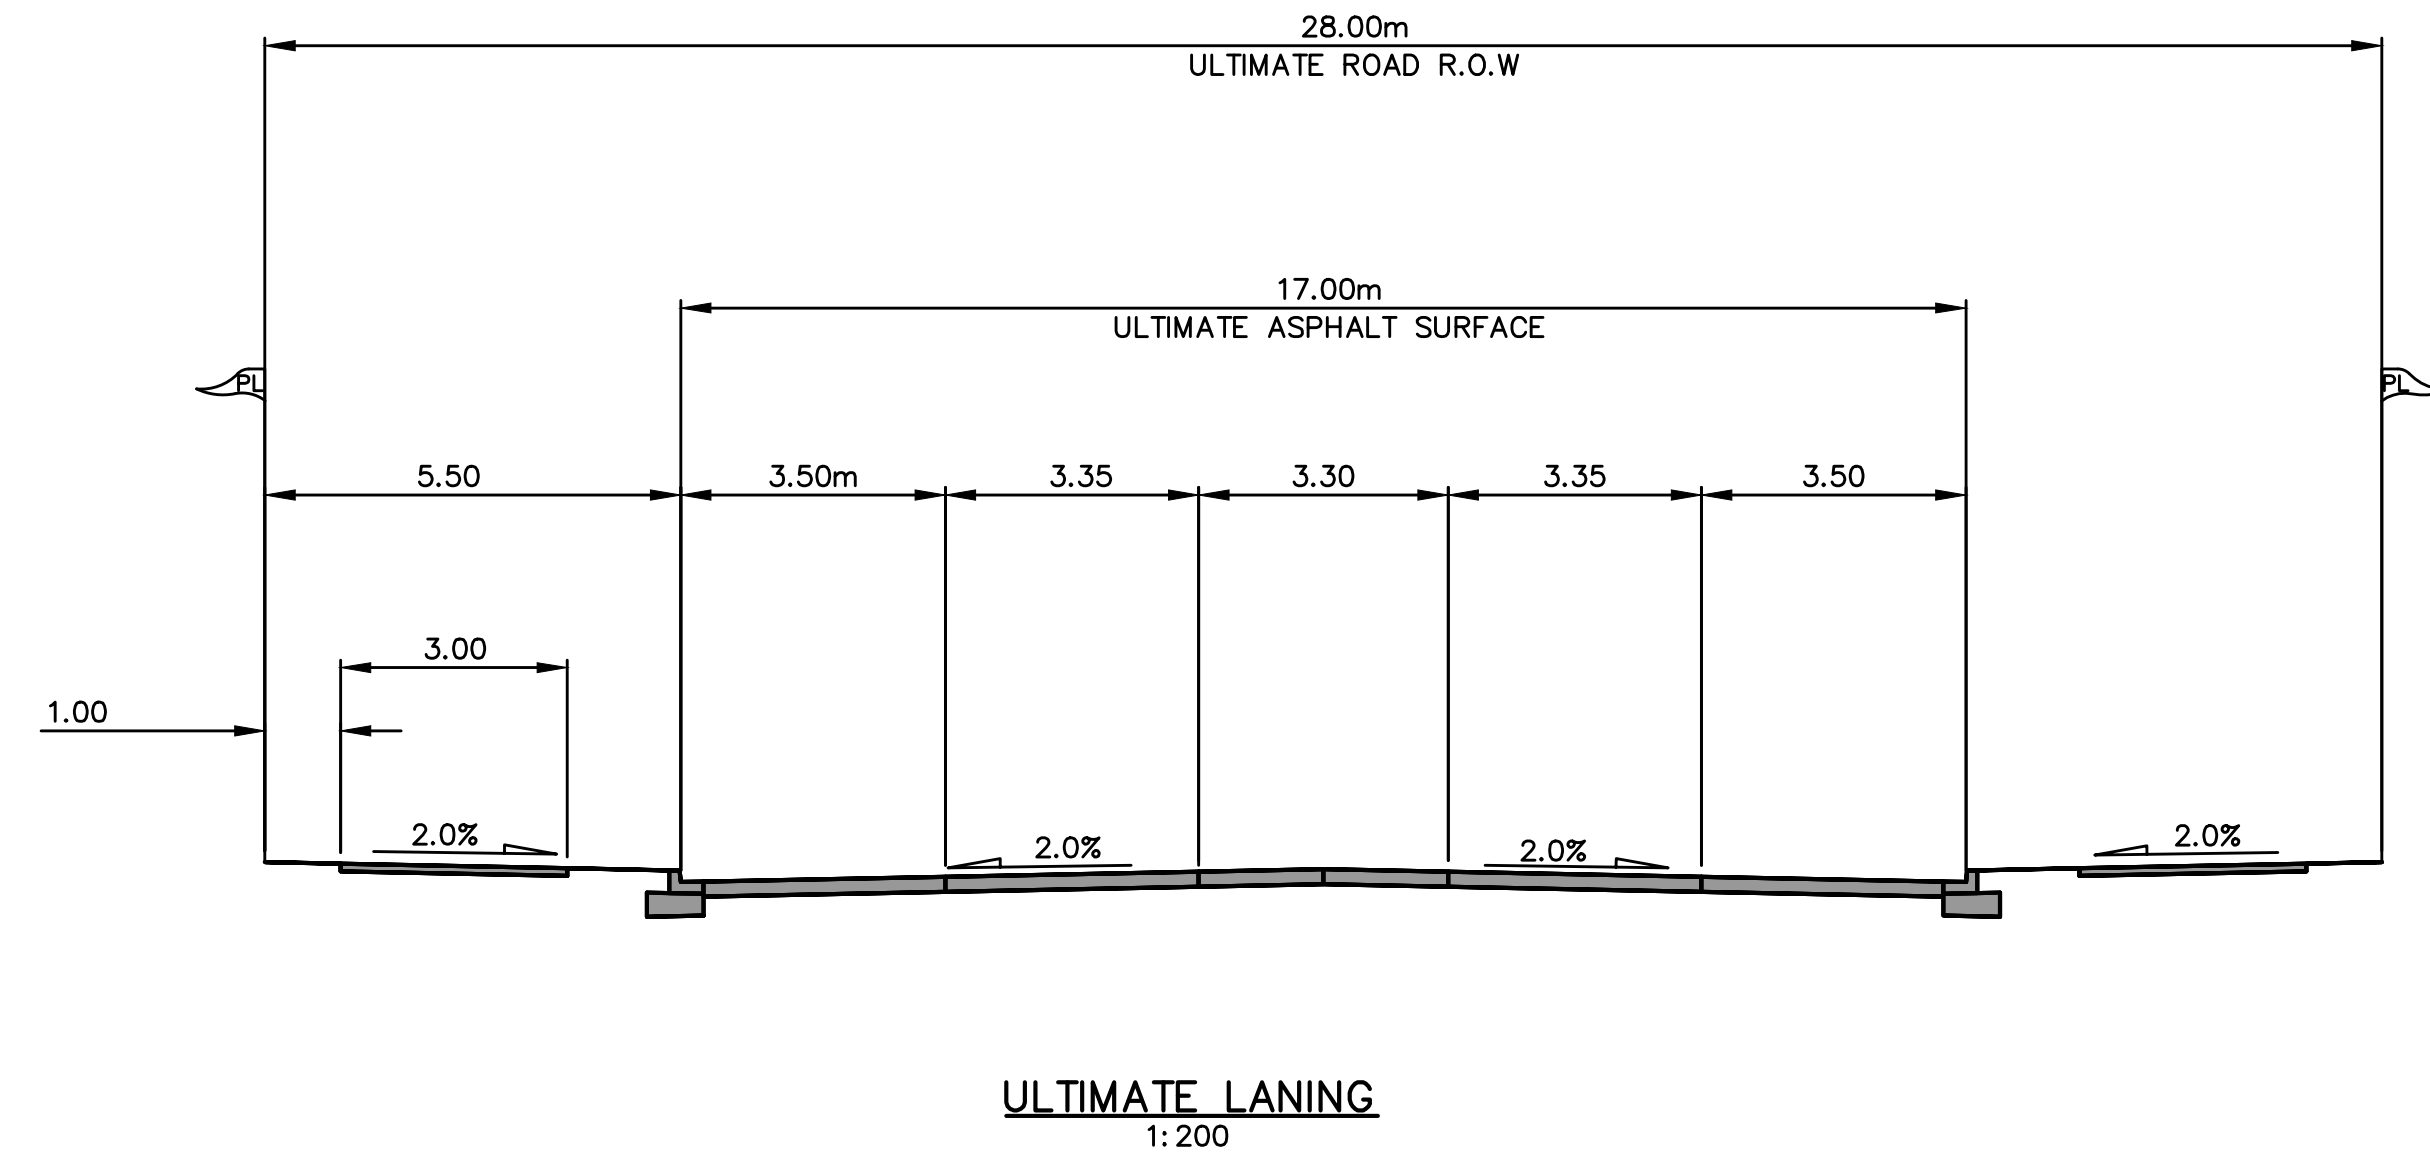 28.00m
ULTIMATE ROAD R.O.W
17.00m
ULTIMATE ASPHALT SURFACE
PL
PL
5.50
3.50m
3.35
3.30
3.35
3.50
3.00
1.00
2.0%
2.0%
2.0%
2.0%
ULTIMATE LANING
1:200